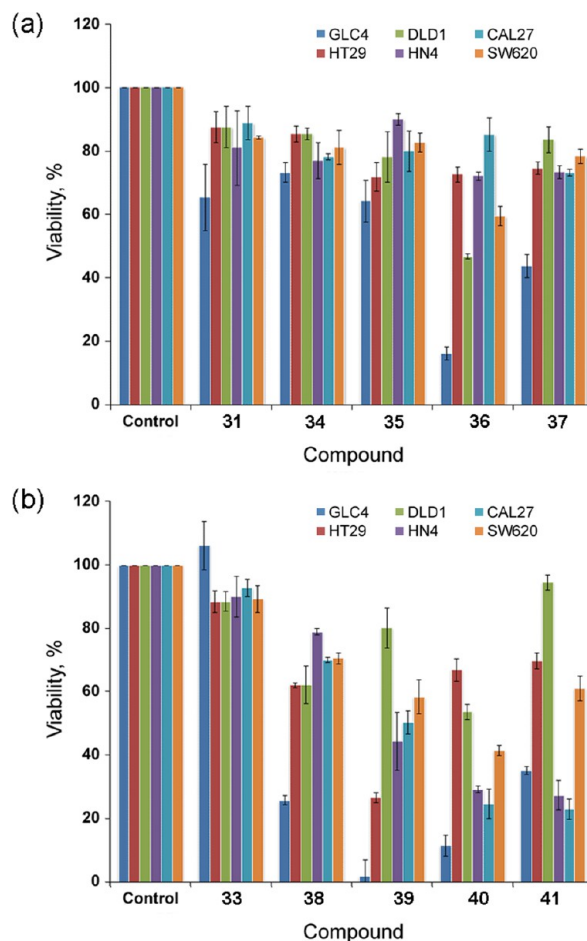 (a)
120
100
80
60
40
20
0
Viability, %
GLC4 DLD1 CAL27
HT29 HN4 SW620
Control 31 34 35 36 37
Compound
(b)
120
100
80
60
40
20
0
Viability, %
GLC4 DLD1 CAL27
HT29 HN4 SW620
Control 33 38 39 40 41
Compound